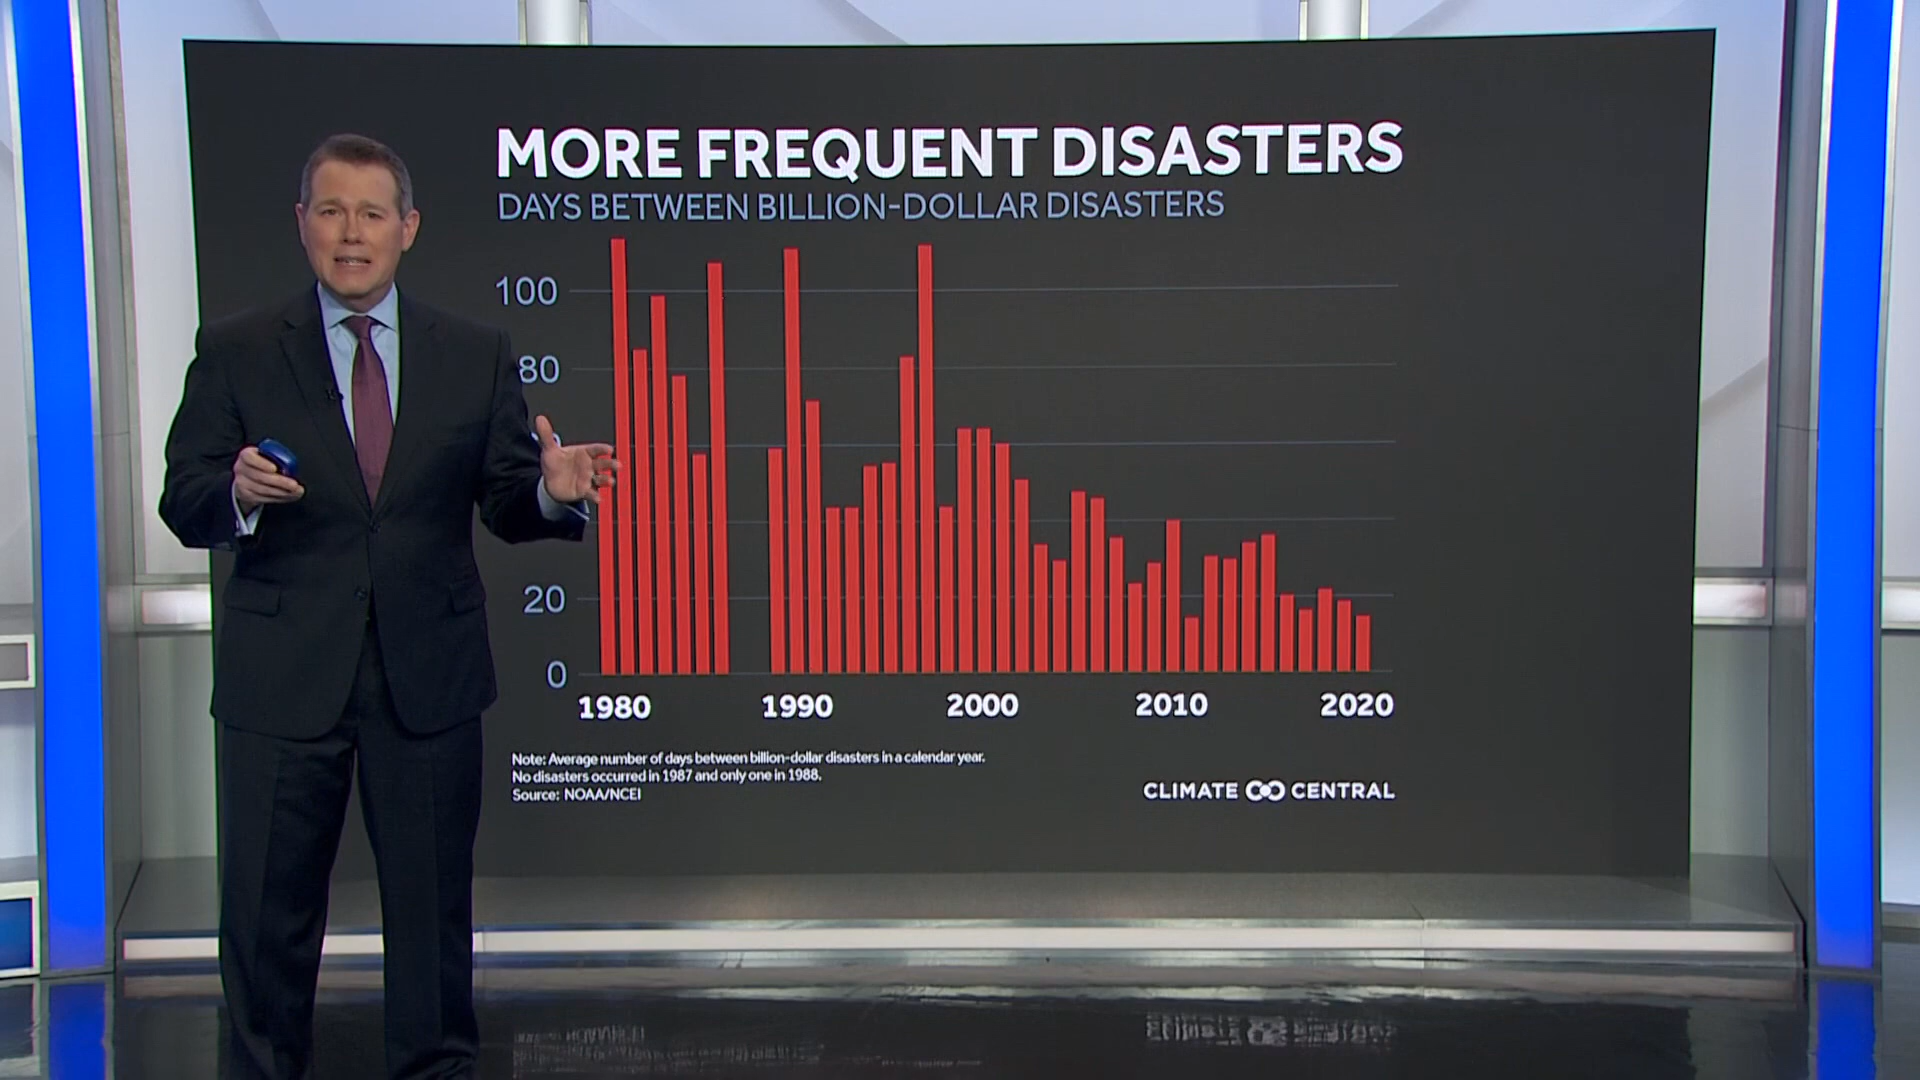 MORE FREQUENT DISASTERS
DAYS BETWEEN BILLION-DOLLAR DISASTERS
100
80
20
0
1980 1990 2000 2010 2020
Note: Average number of days between billion-dollar disasters in a calendar year.
No disasters occurred in 1987 and only one in 1988.
Source: NOAA/NCEI
CLIMATE CENTRAL